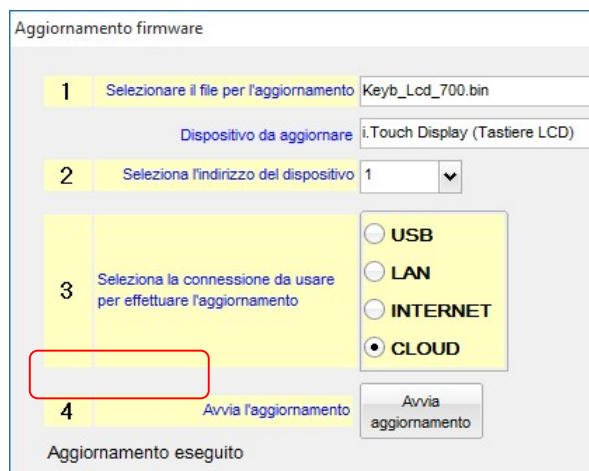 Aggiornamento firmware
1 Selezionare il file per l'aggiornamento Keyb_Lcd_700.bin
Dispositivo da aggiornare i.Touch Display (Tastiere LCD)
2 Seleziona l'indirizzo del dispositivo 1
3 Seleziona la connessione da usare
per effettuare l'aggiornamento
USB
LAN
INTERNET
CLOUD
4 Avvia l'aggiornamento Avvia
aggiornamento
Aggiornamento eseguito